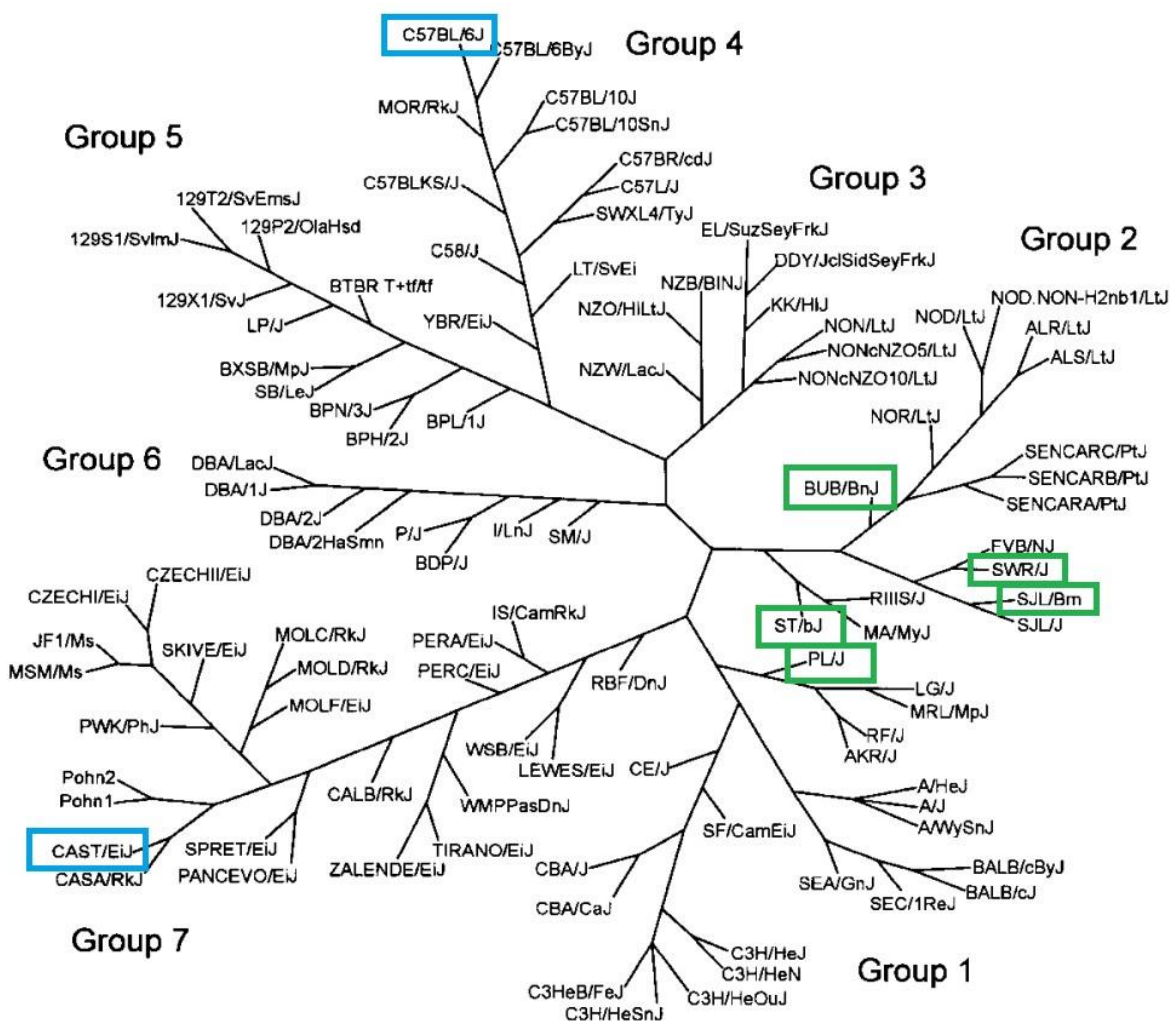 C57BL/6J
C57BL/6ByJ
Group 4
MOR/RkJ
C57BL/10J
C57BL/10SnJ
Group 5
C57BLKS/J
C57BR/cdJ
C57L/J
SWXL4/TyJ
Group 3
129T2/SvEmsJ
129P2/OlaHsd
129S1/SvImJ
C58/J
EL/SuzSeyFrkJ
Group 2
129X1/SvJ
BTBR T+tf/tf
LT/SvEi
NZB/BINJ
DDY/JclSidSeyFrkJ
LP/J
YBR/EiJ
NZO/HiLtJ
KK/HIJ
NOD/LtJ
NOD.NON-H2nb1/LtJ
ALR/LtJ
ALS/LtJ
BXSB/MpJ
SB/LeJ
NZW/LacJ
NON/LtJ
NONcNZO5/LtJ
NONcNZO10/LtJ
BPN/3J
BPH/2J
BPL/1J
NOR/LtJ
Group 6
DBA/LacJ
DBA/1J
DBA/2J
DBA/2HaSmn
P/J
BDP/J
I/LnJ
SM/J
BUB/BnJ
SENCARC/PtJ
SENCARB/PtJ
SENCARA/PtJ
FVB/NJ
SWR/J
SJL/Bm
SJL/J
CZECHII/EiJ
CZECHI/EiJ
IS/CamRkJ
RIIIS/J
MA/MyJ
ST/bJ
JF1/Ms
MSM/Ms
SKIVE/EiJ
MOLC/RkJ
MOLD/RkJ
MOLF/EiJ
PERA/EiJ
PERC/EiJ
RBF/DnJ
PL/J
LG/J
MRL/MpJ
RF/J
AKR/J
PWK/PhJ
WSB/EiJ
LEWES/EiJ
CE/J
Pohn2
Pohn1
CALB/RkJ
WMPPasDnJ
SF/CamEiJ
A/HeJ
A/J
A/WySnJ
CAST/EiJ
CASA/RkJ
SPRET/EiJ
PANCEVO/EiJ
TIRANO/EiJ
ZALENDE/EiJ
CBA/J
CBA/CaJ
SEA/GnJ
SEC/1ReJ
BALB/cByJ
BALB/cJ
Group 7
C3H/HeJ
C3H/HeN
Group 1
C3HeB/FeJ
C3H/HeSnJ
C3H/HeOuJ